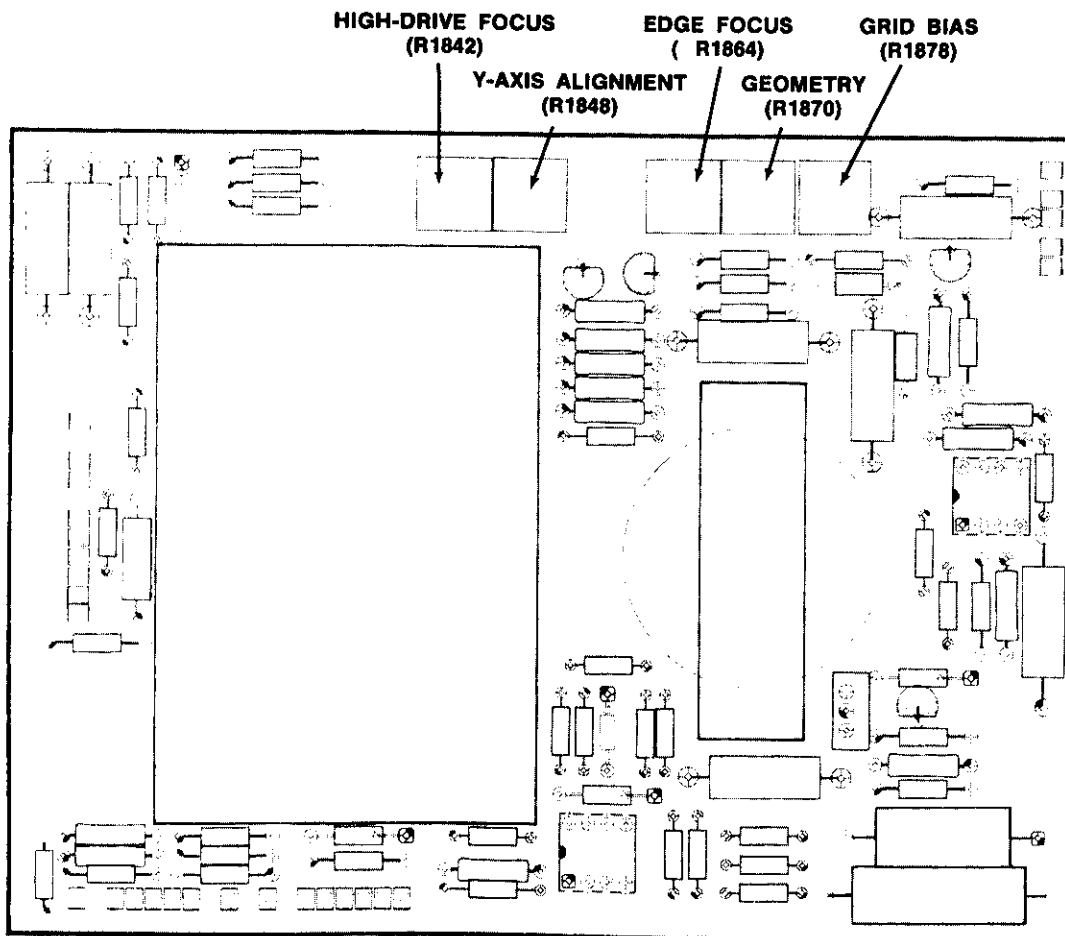 HIGH-DRIVE FOCUS
(R1842)
EDGE FOCUS
( R1864)
GRID BIAS
(R1878)
Y-AXIS ALIGNMENT
(R1848)
GEOMETRY
(R1870)